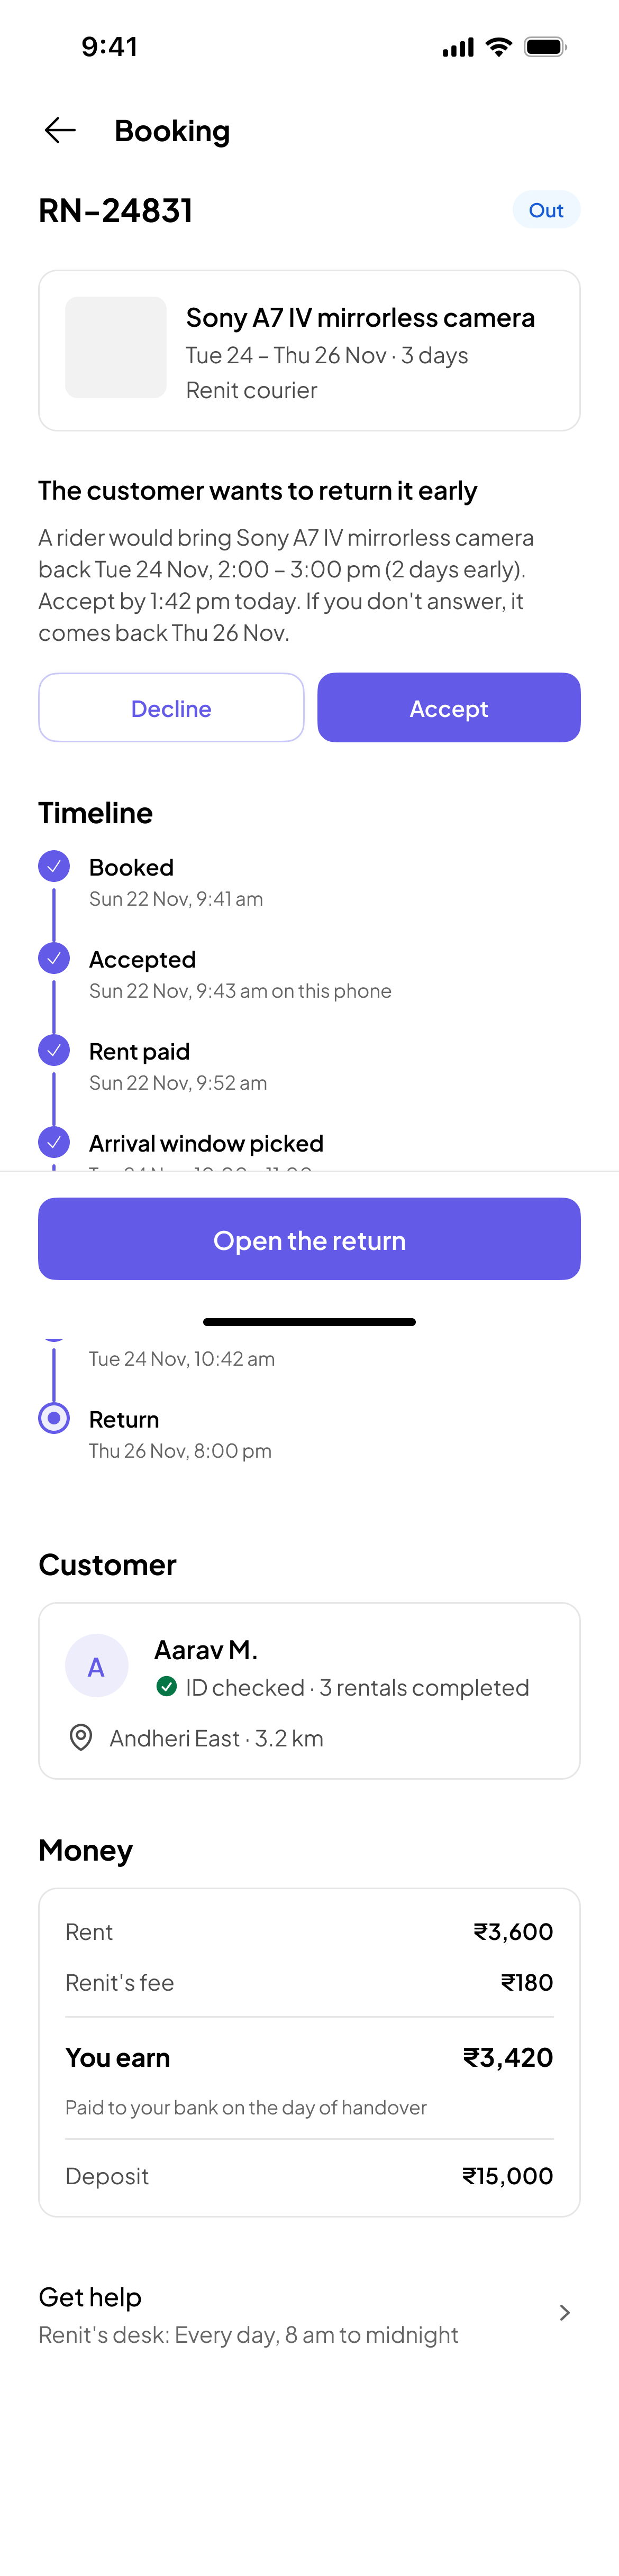 9:41
Booking
RN-24831
Out
Sony A7 IV mirrorless camera
Tue 24 – Thu 26 Nov · 3 days
Renit courier
The customer wants to return it early
A rider would bring Sony A7 IV mirrorless camera
back Tue 24 Nov, 2:00 – 3:00 pm (2 days early).
Accept by 1:42 pm today. If you don't answer, it
comes back Thu 26 Nov.
Decline
Accept
Timeline
Booked
Sun 22 Nov, 9:41 am
Accepted
Sun 22 Nov, 9:43 am on this phone
Rent paid
Sun 22 Nov, 9:52 am
Arrival window picked
Open the return
Tue 24 Nov, 10:42 am
Return
Thu 26 Nov, 8:00 pm
Customer
A
Aarav M.
ID checked · 3 rentals completed
Andheri East · 3.2 km
Money
Rent
₹3,600
Renit's fee
₹180
You earn
₹3,420
Paid to your bank on the day of handover
Deposit
₹15,000
Get help
Renit's desk: Every day, 8 am to midnight